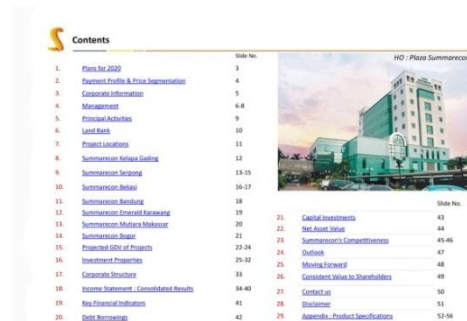 Contents
HO : Plaza Summarecon
Slide No.
1. Plans for 2020 3
2. Payment Profile & Price Segmentation 4
3. Corporate Information 5
4. Management 6-8
5. Principal Activities 9
6. Land Bank 10
7. Project Locations 11
8. Summarecon Kelapa Gading 12
9. Summarecon Serpong 13-15
10. Summarecon Bekasi 16-17
11. Summarecon Bandung 18
12. Summarecon Emerald Karawang 19
13. Summarecon Mutiara Makassar 20
14. Summarecon Bogor 21
15. Projected GDV of Projects 22-24
16. Investment Properties 25-32
17. Corporate Structure 33
18. Income Statement : Consolidated Results 34-40
19. Key Financial Indicators 41
20. Debt Borrowings 42
Slide No.
21. Capital Investments 43
22. Net Asset Value 44
23. Summarecon's Competitiveness 45-46
24. Outlook 47
25. Moving Forward 48
26. Consistent Value to Shareholders 49
27. Contact us 50
28. Disclaimer 51
29. Appendix : Product Specifications 52-56